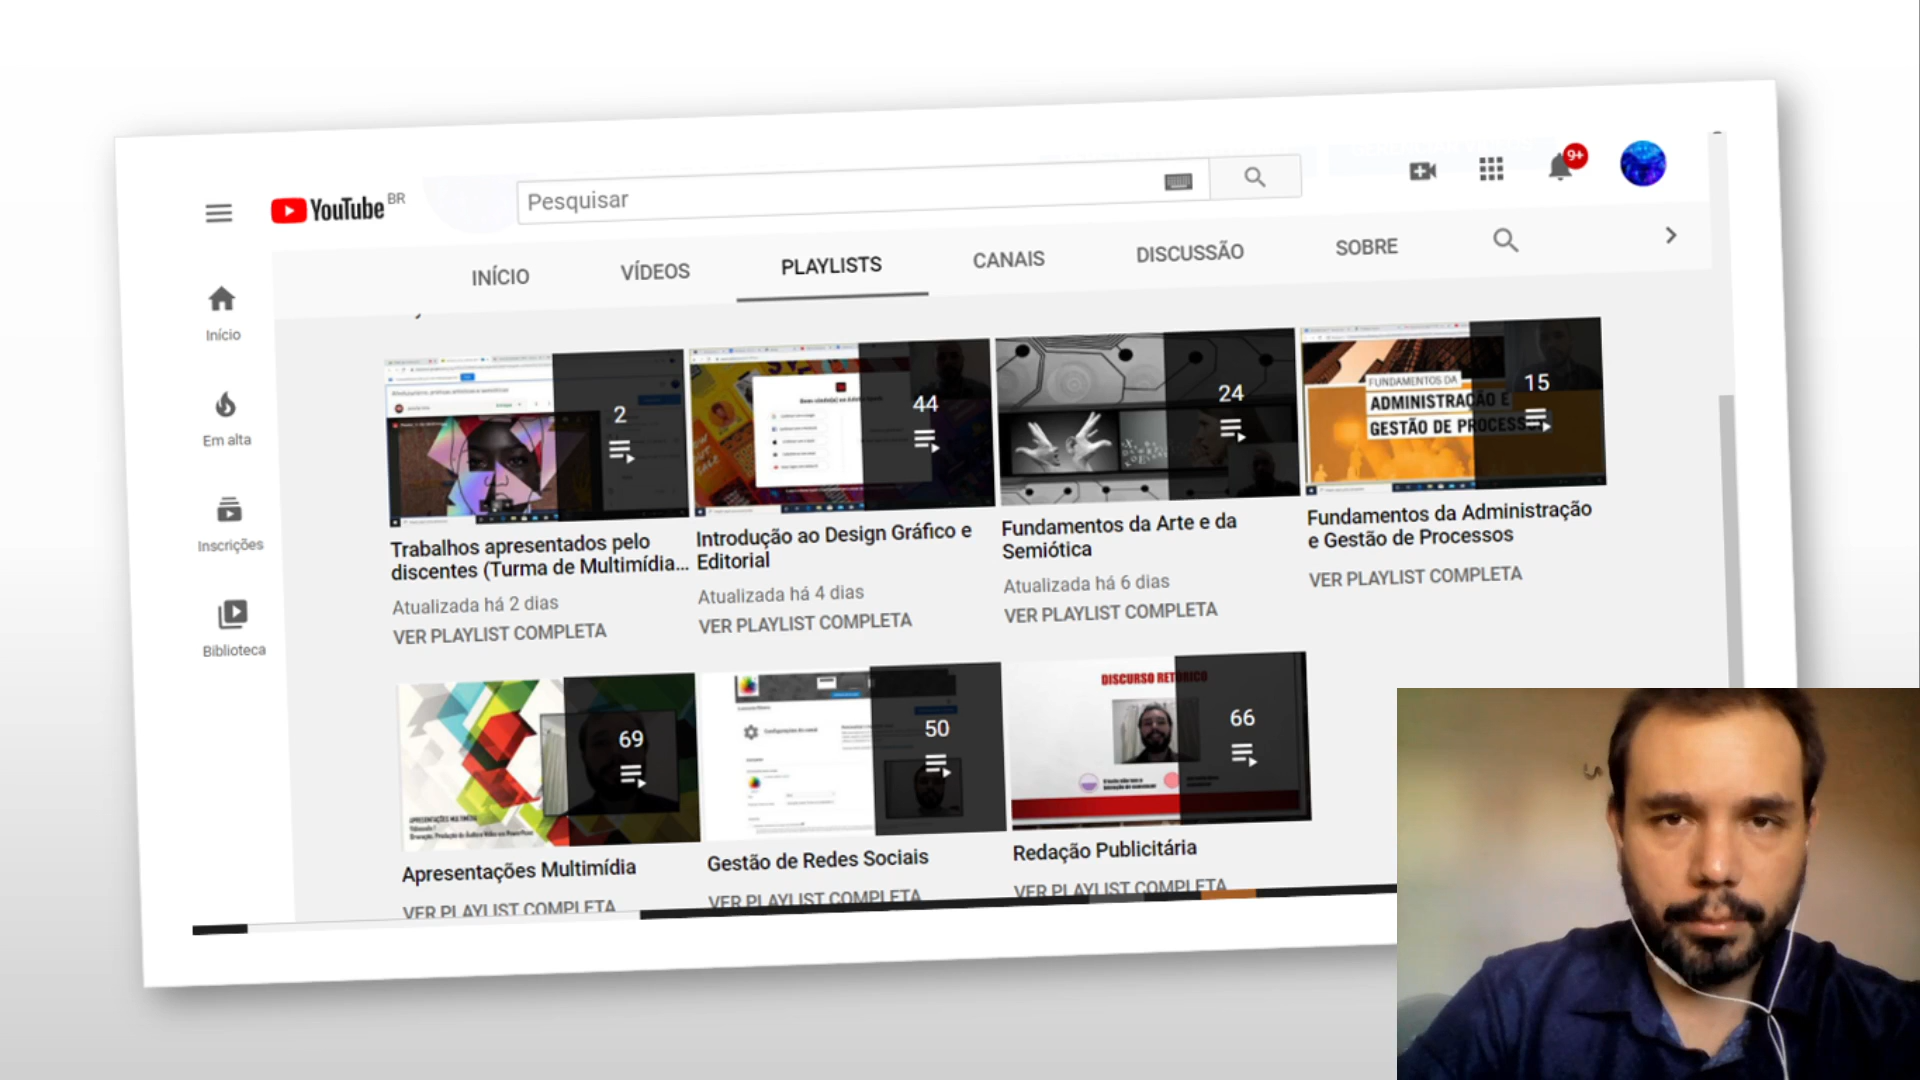 YouTube BR
Pesquisar
9+
INÍCIO
VÍDEOS
PLAYLISTS
CANAIS
DISCUSSÃO
SOBRE
Início
Em alta
Inscrições
Biblioteca
2
44
24
15
FUNDAMENTOS DA
ADMINISTRAÇÃO E
GESTÃO DE PROCESSOS
Trabalhos apresentados pelo
discentes (Turma de Multimídia...
Atualizada há 2 dias
VER PLAYLIST COMPLETA
Introdução ao Design Gráfico e
Editorial
Atualizada há 4 dias
VER PLAYLIST COMPLETA
Fundamentos da Arte e da
Semiótica
Atualizada há 6 dias
VER PLAYLIST COMPLETA
Fundamentos da Administração
e Gestão de Processos
VER PLAYLIST COMPLETA
69
APRESENTAÇÕES MULTIMÍDIA
50
DISCURSO RETÓRICO
66
Apresentações Multimídia
VER PLAYLIST COMPLETA
Gestão de Redes Sociais
VER PLAYLIST COMPLETA
Redação Publicitária
VER PLAYLIST COMPLETA